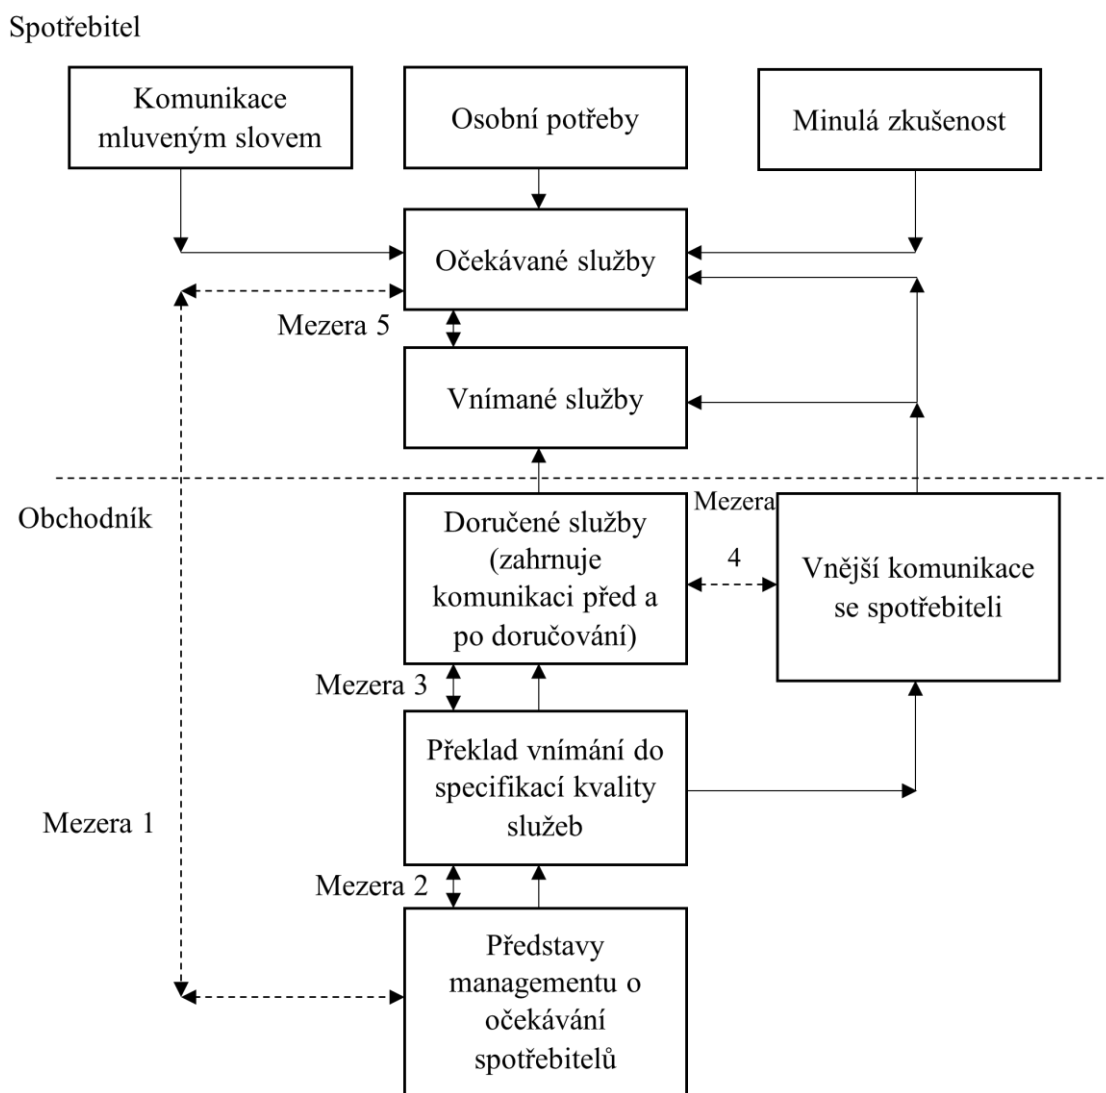 Spotřebitel
Komunikace
mluveným slovem
Osobní potřeby
Minulá zkušenost
Očekávané služby
Mezera 5
Vnímané služby
Obchodník
Doručené služby
(zahrnuje
komunikaci před a
po doručování)
Mezera
4
Vnější komunikace
se spotřebiteli
Mezera 3
Překlad vnímání do
specifikací kvality
služeb
Mezera 1
Mezera 2
Představy
managementu o
očekávání
spotřebitelů